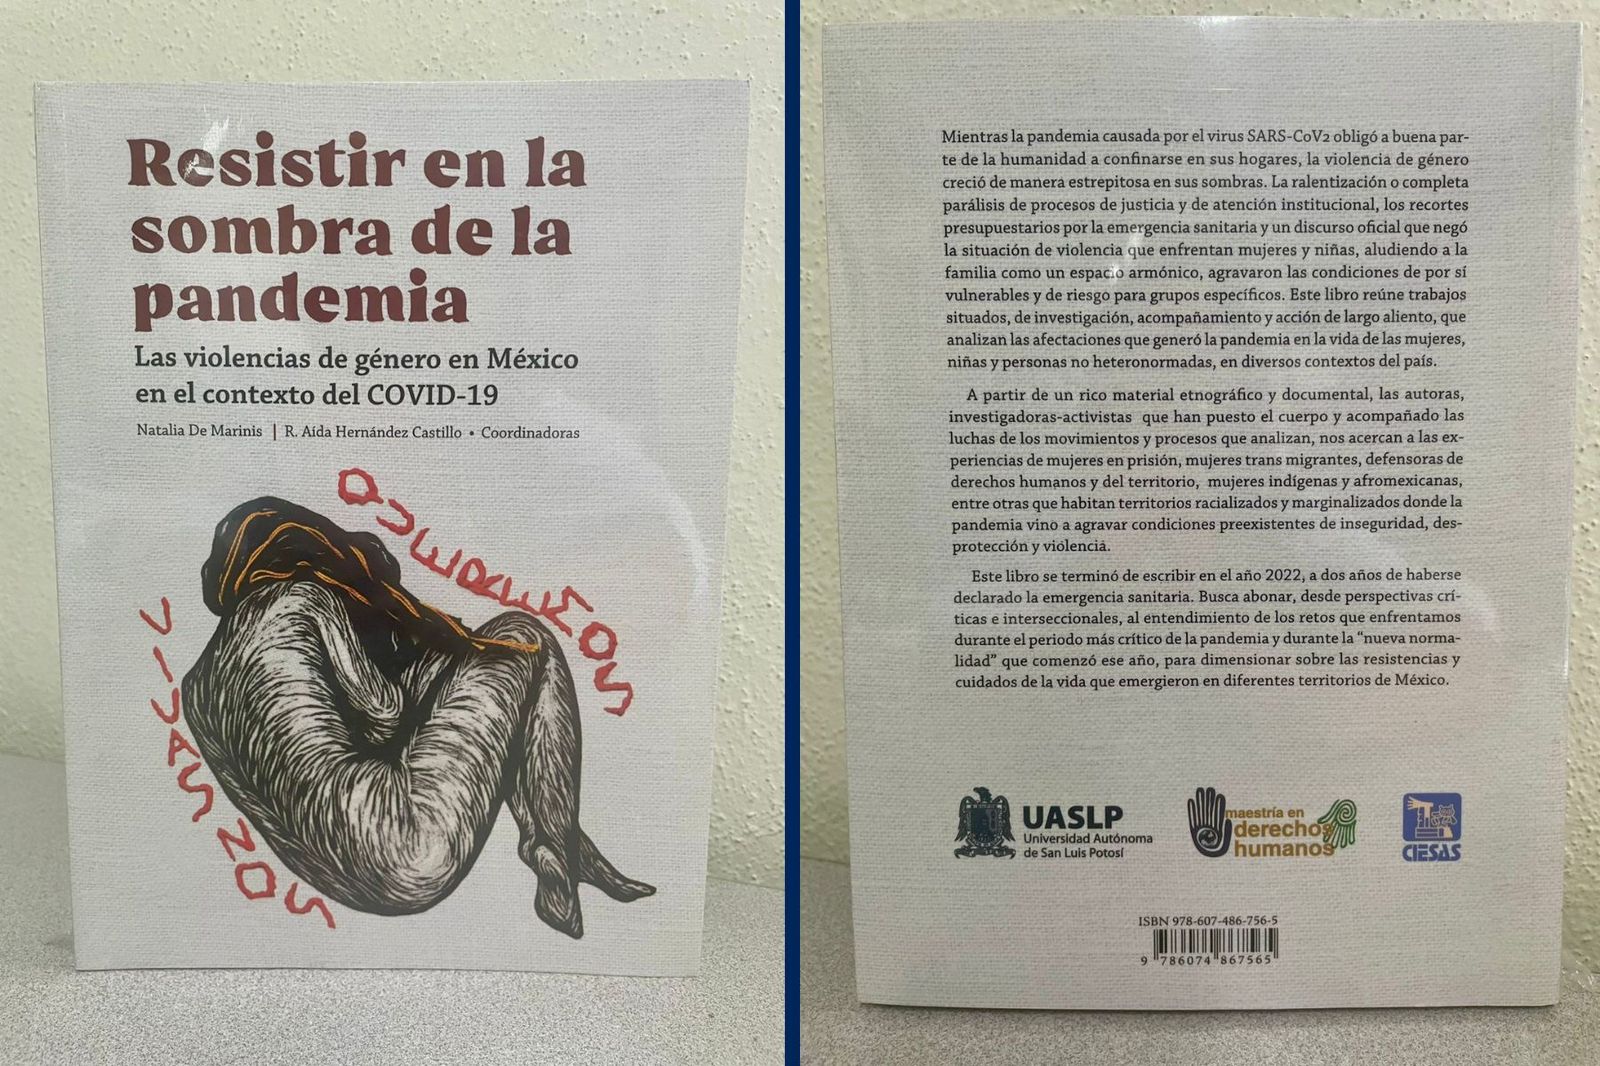 Resistir en la
sombra de la
pandemia
Las violencias de género en México
en el contexto del COVID-19
Natalia De Marinis | R. Aída Hernández Castillo • Coordinadoras
VIVAS NOS
QUEREMOS
Mientras la pandemia causada por el virus SARS-CoV2 obligó a buena par-
te de la humanidad a confinarse en sus hogares, la violencia de género
creció de manera estrepitosa en sus sombras. La ralentización o completa
parálisis de procesos de justicia y de atención institucional, los recortes
presupuestarios por la emergencia sanitaria y un discurso oficial que negó
la situación de violencia que enfrentan mujeres y niñas, aludiendo a la
familia como un espacio armónico, agravaron las condiciones de por sí
vulnerables y de riesgo para grupos específicos. Este libro reúne trabajos
situados, de investigación, acompañamiento y acción de largo aliento, que
analizan las afectaciones que generó la pandemia en la vida de las mujeres,
niñas y personas no heteronormadas, en diversos contextos del país.
A partir de un rico material etnográfico y documental, las autoras,
investigadoras-activistas que han puesto el cuerpo y acompañado las
luchas de los movimientos y procesos que analizan, nos acercan a las ex-
periencias de mujeres en prisión, mujeres trans migrantes, defensoras de
derechos humanos y del territorio, mujeres indígenas y afromexicanas,
entre otras que habitan territorios racializados y marginalizados donde la
pandemia vino a agravar condiciones preexistentes de inseguridad, des-
protección y violencia.
Este libro se terminó de escribir en el año 2022, a dos años de haberse
declarado la emergencia sanitaria. Busca abonar, desde perspectivas crí-
ticas e interseccionales, al entendimiento de los retos que enfrentamos
durante el periodo más crítico de la pandemia y durante la “nueva norma-
lidad” que comenzó ese año, para dimensionar sobre las resistencias y
cuidados de la vida que emergieron en diferentes territorios de México.
UASLP
Universidad Autónoma
de San Luis Potosí
maestría en
derechos
humanos
CIESAS
ISBN 978-607-486-756-5
9 786074 867565